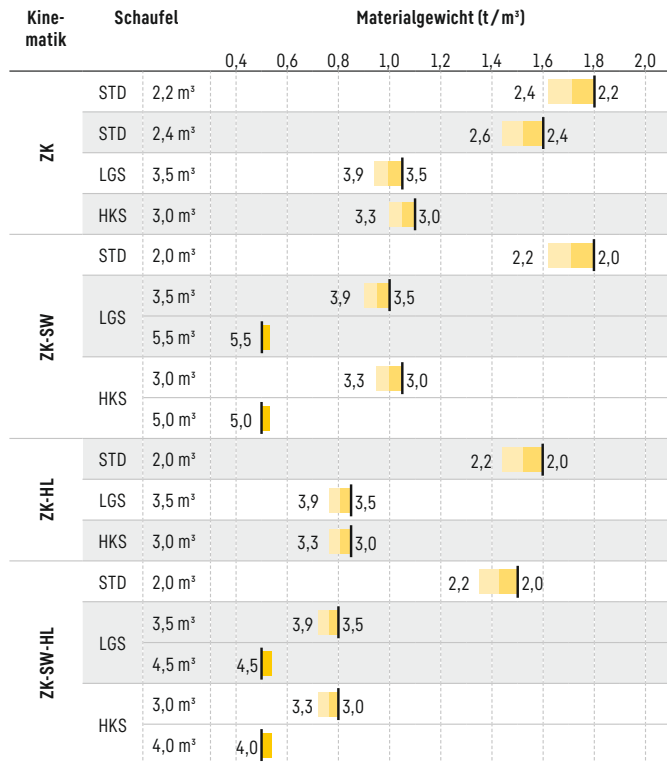 Kine-
matik
Schaufel
Materialgewicht (t / m³)
0,4 0,6 0,8 1,0 1,2 1,4 1,6 1,8 2,0
ZK
STD 2,2 m³ 2,4 2,2
STD 2,4 m³ 2,6 2,4
LGS 3,5 m³ 3,9 3,5
HKS 3,0 m³ 3,3 3,0
ZK-SW
STD 2,0 m³ 2,2 2,0
LGS
3,5 m³ 3,9 3,5
5,5 m³ 5,5
HKS
3,0 m³ 3,3 3,0
5,0 m³ 5,0
ZK-HL
STD 2,0 m³ 2,2 2,0
LGS 3,5 m³ 3,9 3,5
HKS 3,0 m³ 3,3 3,0
ZK-SW-HL
STD 2,0 m³ 2,2 2,0
LGS
3,5 m³ 3,9 3,5
4,5 m³ 4,5
HKS
3,0 m³ 3,3 3,0
4,0 m³ 4,0